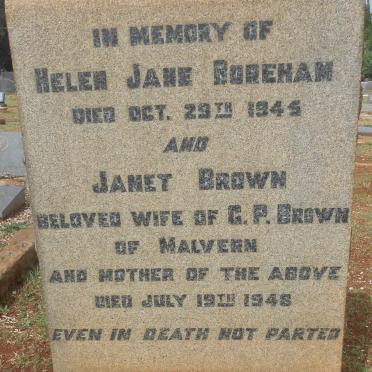 IN MEMORY OF
HELEN JANE BOREHAM
DIED OCT. 29TH 1945
AND
JANET BROWN
BELOVED WIFE OF G. P. BROWN
OF MALVERN
AND MOTHER OF THE ABOVE
DIED JULY 19TH 1948
EVEN IN DEATH NOT PARTED